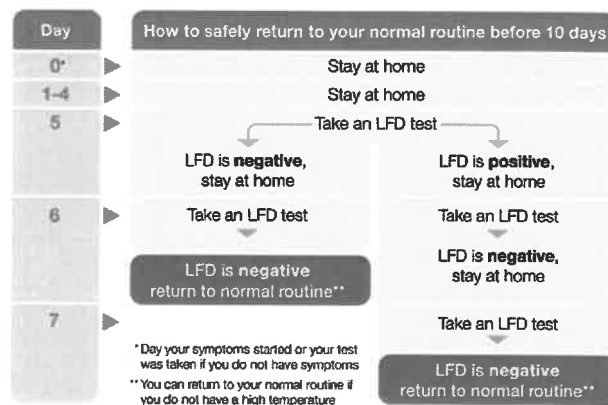 Day
How to safely return to your normal routine before 10 days
0*
Stay at home
1-4
Stay at home
5
Take an LFD test
LFD is negative,
stay at home
LFD is positive,
stay at home
6
Take an LFD test
Take an LFD test
LFD is negative
return to normal routine**
LFD is negative,
stay at home
7
Take an LFD test
*Day your symptoms started or your test
was taken if you do not have symptoms
**You can return to your normal routine if
you do not have a high temperature
LFD is negative
return to normal routine**